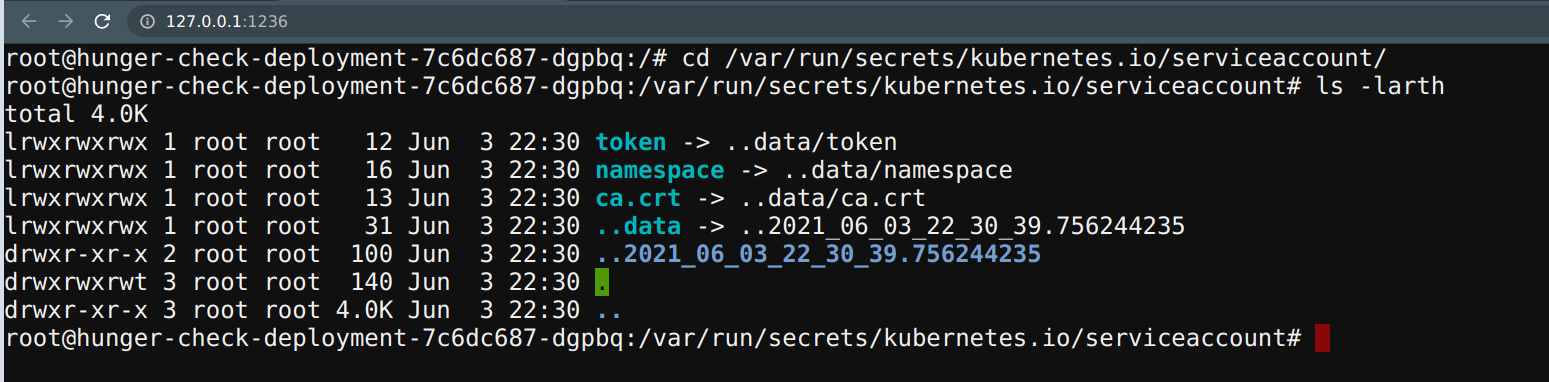 127.0.0.1:1236
root@hunger-check-deployment-7c6dc687-dgpbq:/# cd /var/run/secrets/kubernetes.io/serviceaccount/
root@hunger-check-deployment-7c6dc687-dgpbq:/var/run/secrets/kubernetes.io/serviceaccount# ls -larth
total 4.0K
lrwxrwxrwx 1 root root   12 Jun  3 22:30 token -> ..data/token
lrwxrwxrwx 1 root root   16 Jun  3 22:30 namespace -> ..data/namespace
lrwxrwxrwx 1 root root   13 Jun  3 22:30 ca.crt -> ..data/ca.crt
lrwxrwxrwx 1 root root   31 Jun  3 22:30 ..data -> ..2021_06_03_22_30_39.756244235
drwxr-xr-x 2 root root  100 Jun  3 22:30 ..2021_06_03_22_30_39.756244235
drwxrwxrwt 3 root root  140 Jun  3 22:30 .
drwxr-xr-x 3 root root 4.0K Jun  3 22:30 ..
root@hunger-check-deployment-7c6dc687-dgpbq:/var/run/secrets/kubernetes.io/serviceaccount#